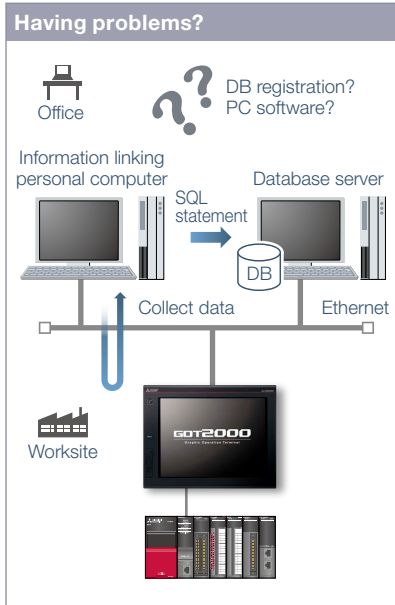 Having problems?
Office
DB registration?
PC software?
Information linking
personal computer
Database server
SQL
statement
DB
Collect data
Ethernet
GOT2000
Graphic Operation Terminal
Worksite